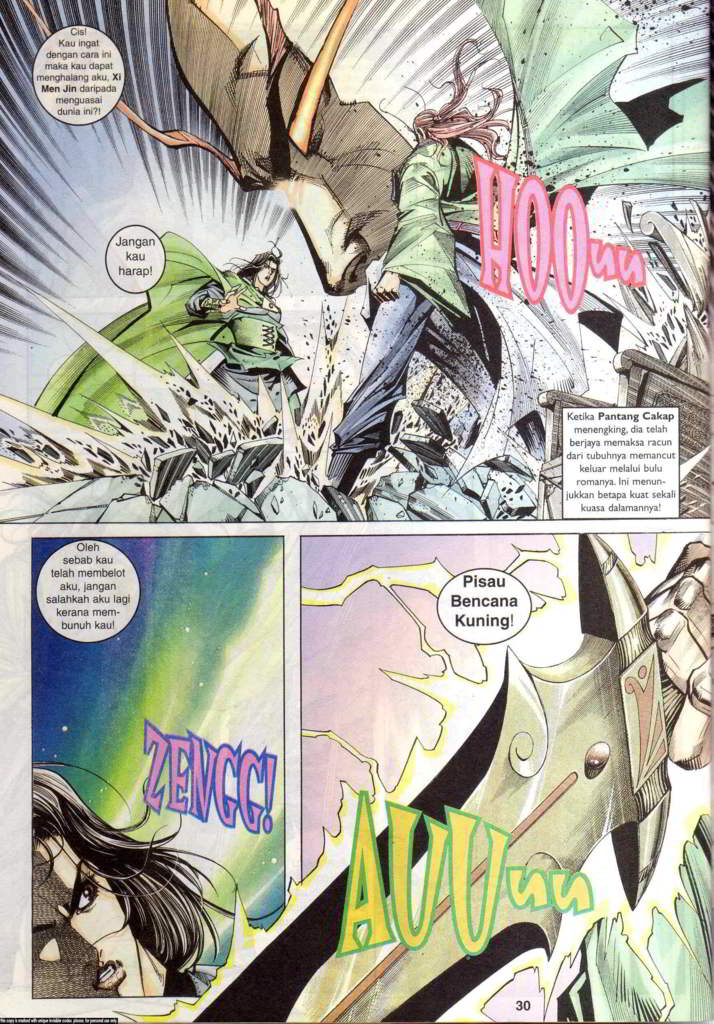 Cis!
Kau ingat
dengan cara ini
maka kau dapat
menghalang aku, Xi
Men Jin daripada
menguasai
dunia ini?!
Jangan
kau
harap!
HOOuu
Ketika Pantang Cakap
menengking, dia telah
berjaya memaksa racun
dari tubuhnya memancut
keluar melalui bulu
romanya. Ini menun-
jukkan betapa kuat sekali
kuasa dalamannya!
Oleh
sebab kau
telah membelot
aku, jangan
salahkah aku lagi
kerana mem-
bunuh kau!
ZENGG!
Pisau
Bencana
Kuning!
AUUuu
30